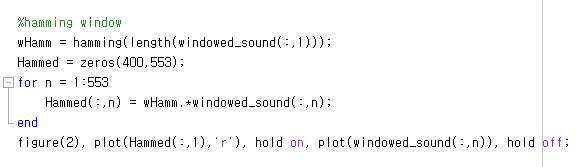 %hamming window
wHamm = hamming(length(windowed_sound(:,1)));
Hammed = zeros(400,553);
for n = 1:553
Hammed(:,n) = wHamm.*windowed_sound(:,n);
end
figure(2), plot(Hammed(:,1),'r'), hold on, plot(windowed_sound(:,n)), hold off;